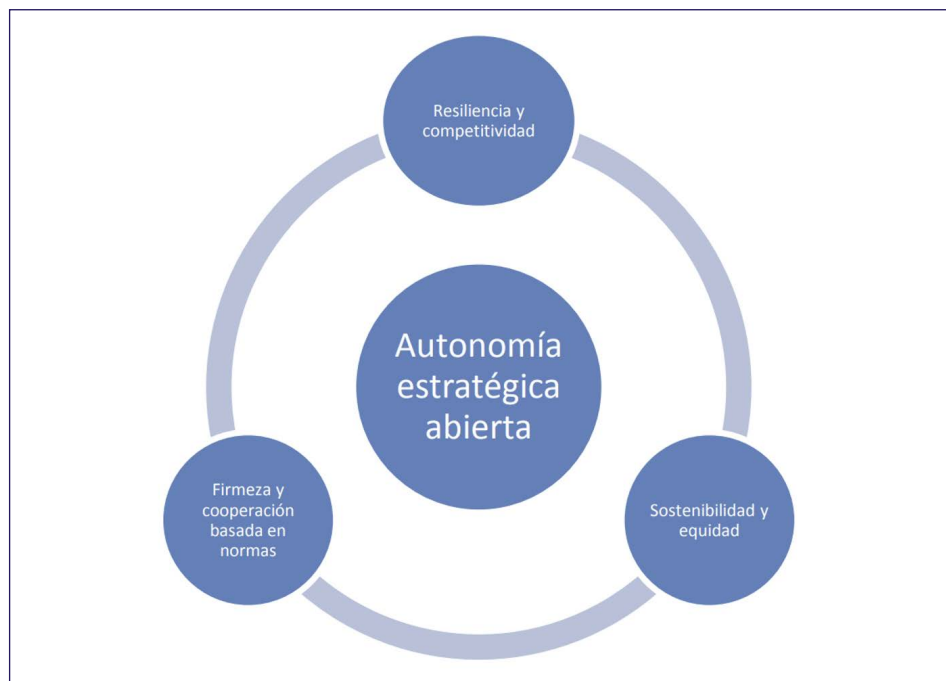 Resiliencia y
competitividad
Autonomía
estratégica
abierta
Firmeza y
cooperación
basada en
normas
Sostenibilidad y
equidad